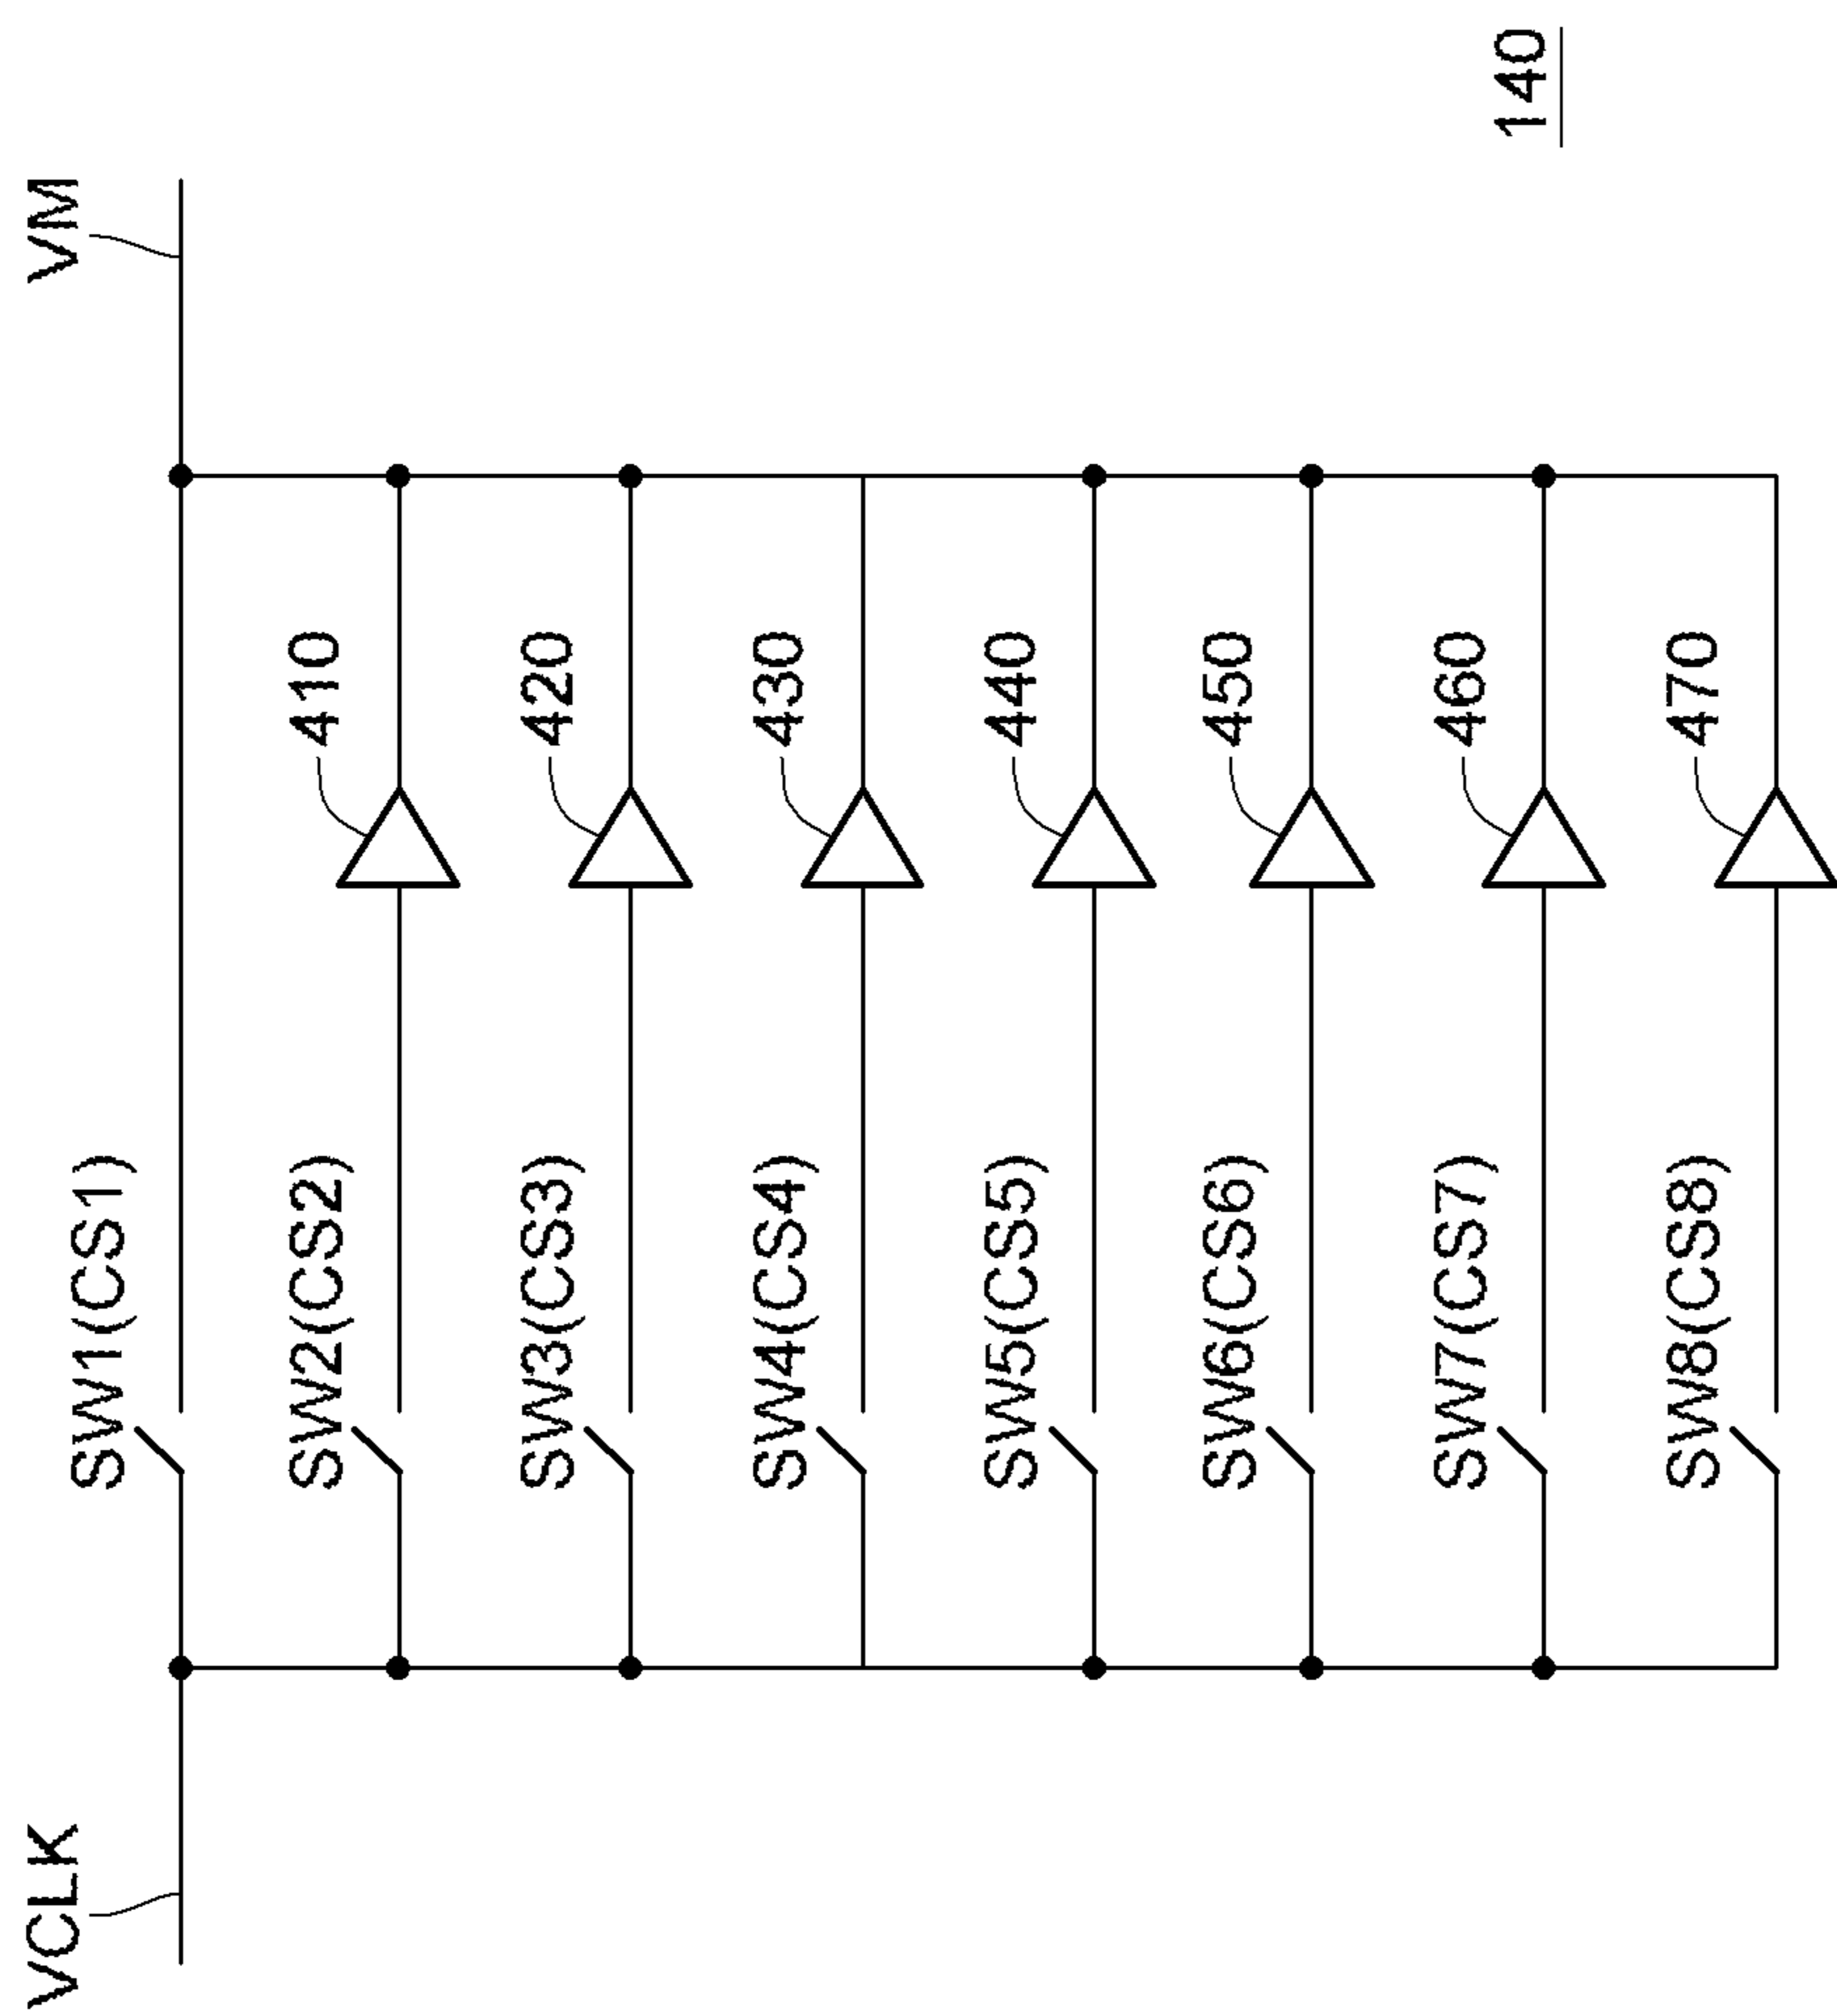 VCLK
VM
SW1(CS1)
SW2(CS2)
410
SW3(CS3)
420
SW4(CS4)
430
SW5(CS5)
440
SW6(CS6)
450
SW7(CS7)
460
SW8(CS8)
470
140